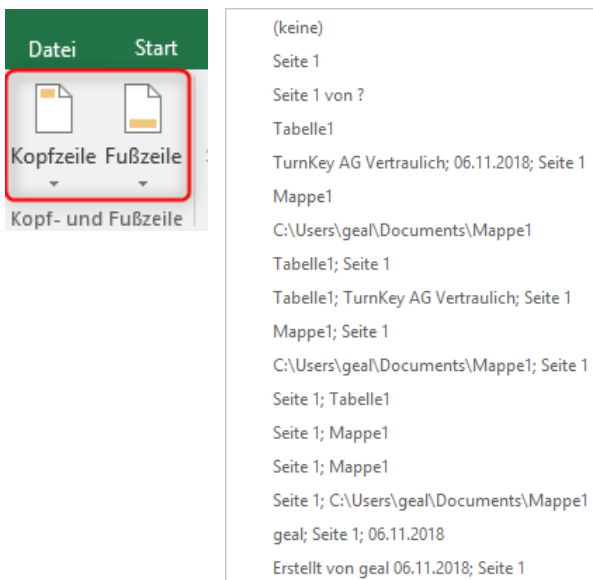 Datei Start
Kopfzeile Fußzeile
Kopf- und Fußzeile
(keine)
Seite 1
Seite 1 von ?
Tabelle1
TurnKey AG Vertraulich; 06.11.2018; Seite 1
Mappe1
C:\Users\geal\Documents\Mappe1
Tabelle1; Seite 1
Tabelle1; TurnKey AG Vertraulich; Seite 1
Mappe1; Seite 1
C:\Users\geal\Documents\Mappe1; Seite 1
Seite 1; Tabelle1
Seite 1; Mappe1
Seite 1; Mappe1
Seite 1; C:\Users\geal\Documents\Mappe1
geal; Seite 1; 06.11.2018
Erstellt von geal 06.11.2018; Seite 1